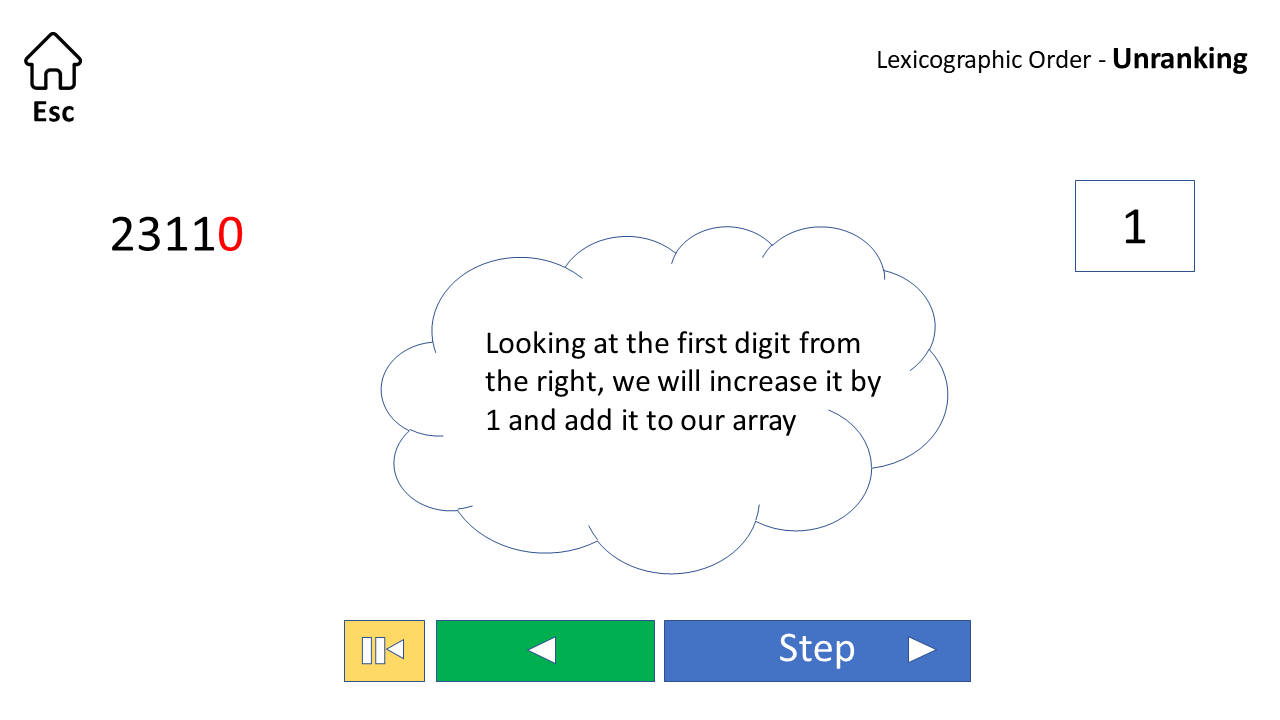 Lexicographic Order - Unranking
Esc
23110
1
Looking at the first digit from
the right, we will increase it by
1 and add it to our array
Step